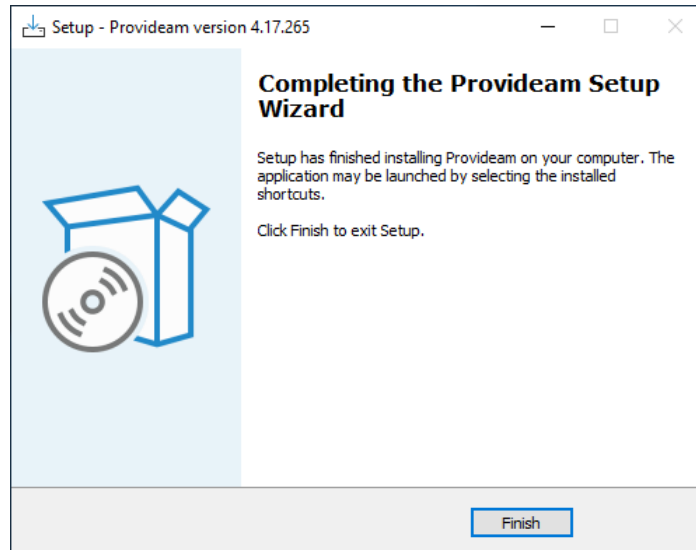 Setup - Provideam version 4.17.265
Completing the Provideam Setup
Wizard
Setup has finished installing Provideam on your computer. The
application may be launched by selecting the installed
shortcuts.
Click Finish to exit Setup.
Finish